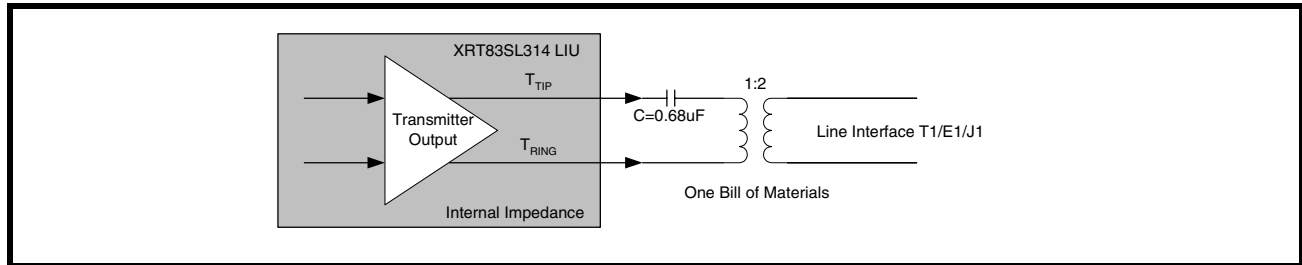 XRT83SL314 LIU
TTIP
1:2
C=0.68uF
Transmitter
Output
Line Interface T1/E1/J1
TRING
One Bill of Materials
Internal Impedance